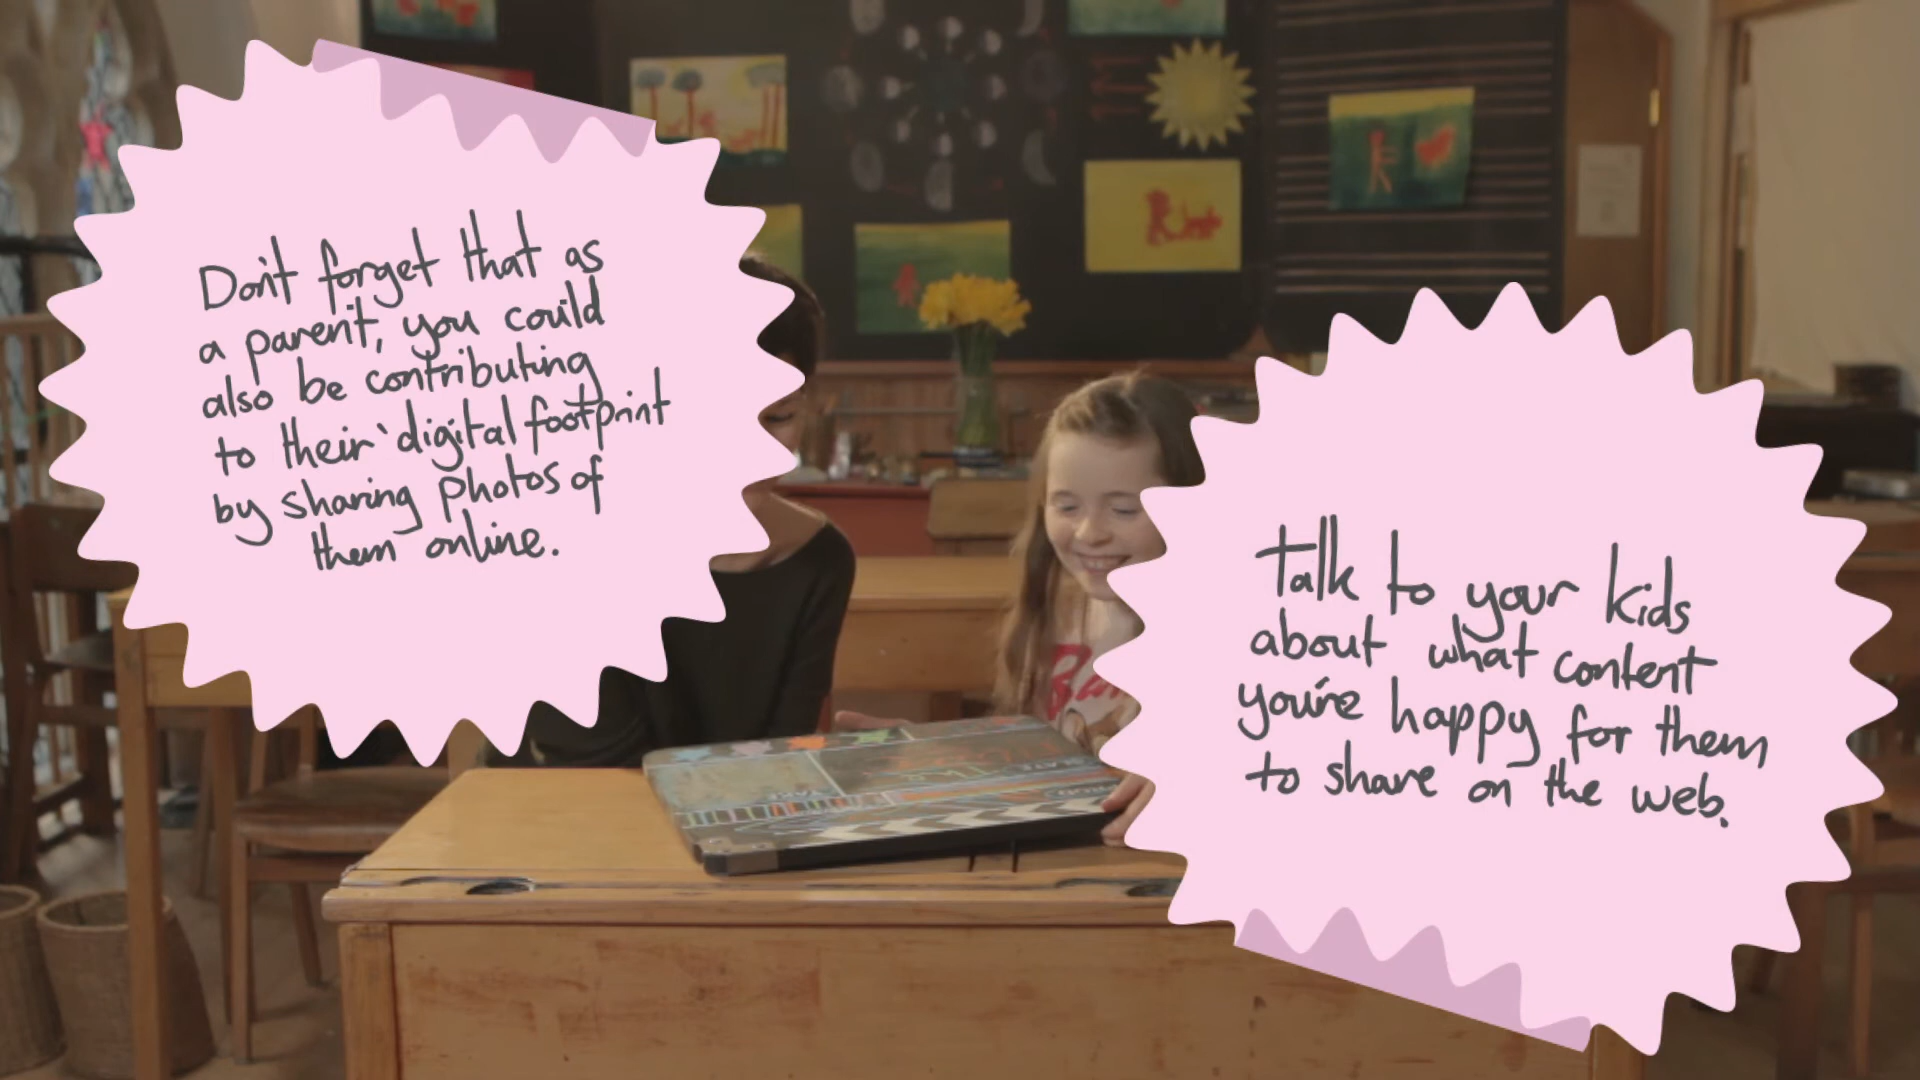 Don't forget that as
a parent, you could
also be contributing
to their 'digital footprint
by sharing photos of
them online.
Talk to your kids
about what content
you're happy for them
to share on the web.